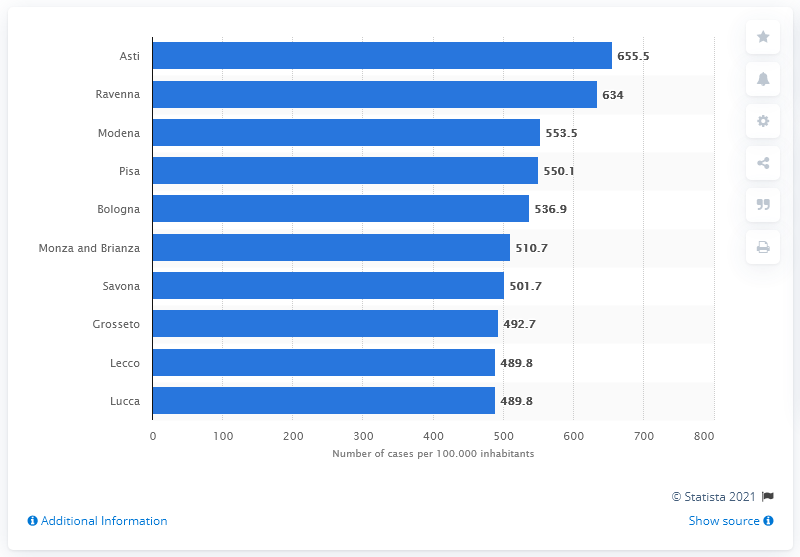 Asti 655.5
Ravenna 634
Modena 553.5
Pisa 550.1
Bologna 536.9
Monza and Brianza 510.7
Savona 501.7
Grosseto 492.7
Lecco 489.8
Lucca 489.8
0 100 200 300 400 500 600 700 800
Number of cases per 100.000 inhabitants
© Statista 2021
Additional Information
Show source